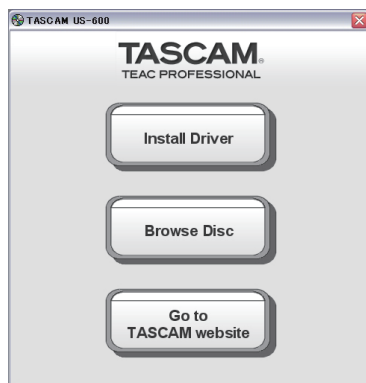 TASCAM US-600
TASCAM®
TEAC PROFESSIONAL
Install Driver
Browse Disc
Go to
TASCAM website